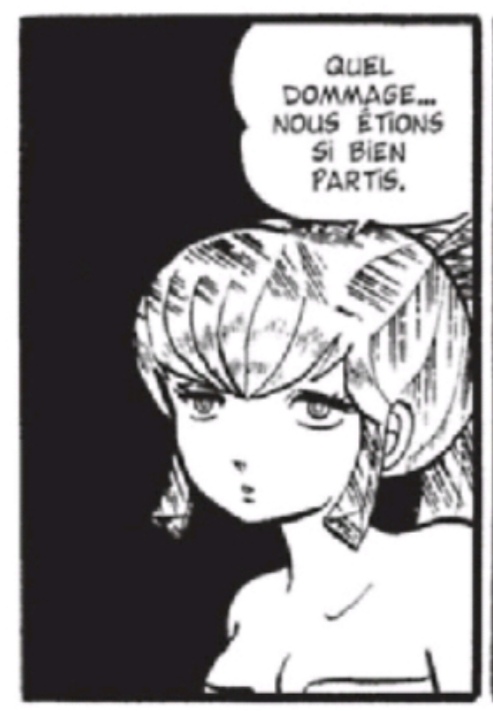 QUEL
DOMMAGE...
NOUS ÉTIONS
SI BIEN
PARTIS.